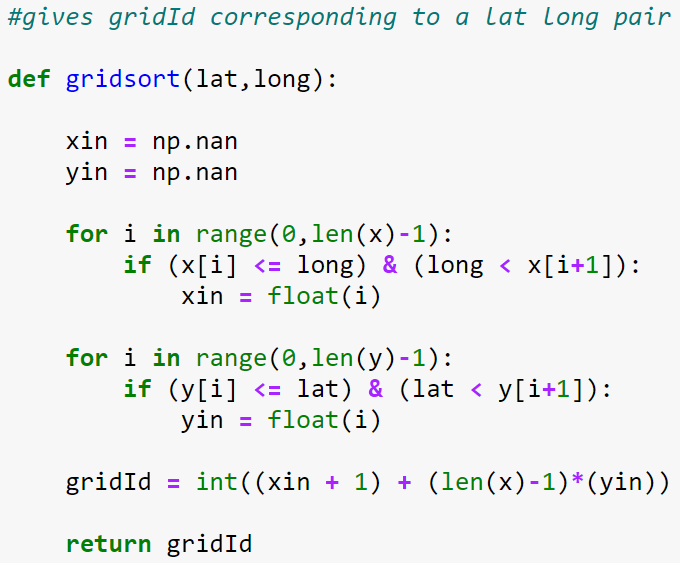 #gives gridId corresponding to a lat long pair
def gridsort(lat,long):
    xin = np.nan
    yin = np.nan
    for i in range(0,len(x)-1):
        if (x[i] <= long) & (long < x[i+1]):
            xin = float(i)
    for i in range(0,len(y)-1):
        if (y[i] <= lat) & (lat < y[i+1]):
            yin = float(i)
    gridId = int((xin + 1) + (len(x)-1)*(yin))
    return gridId